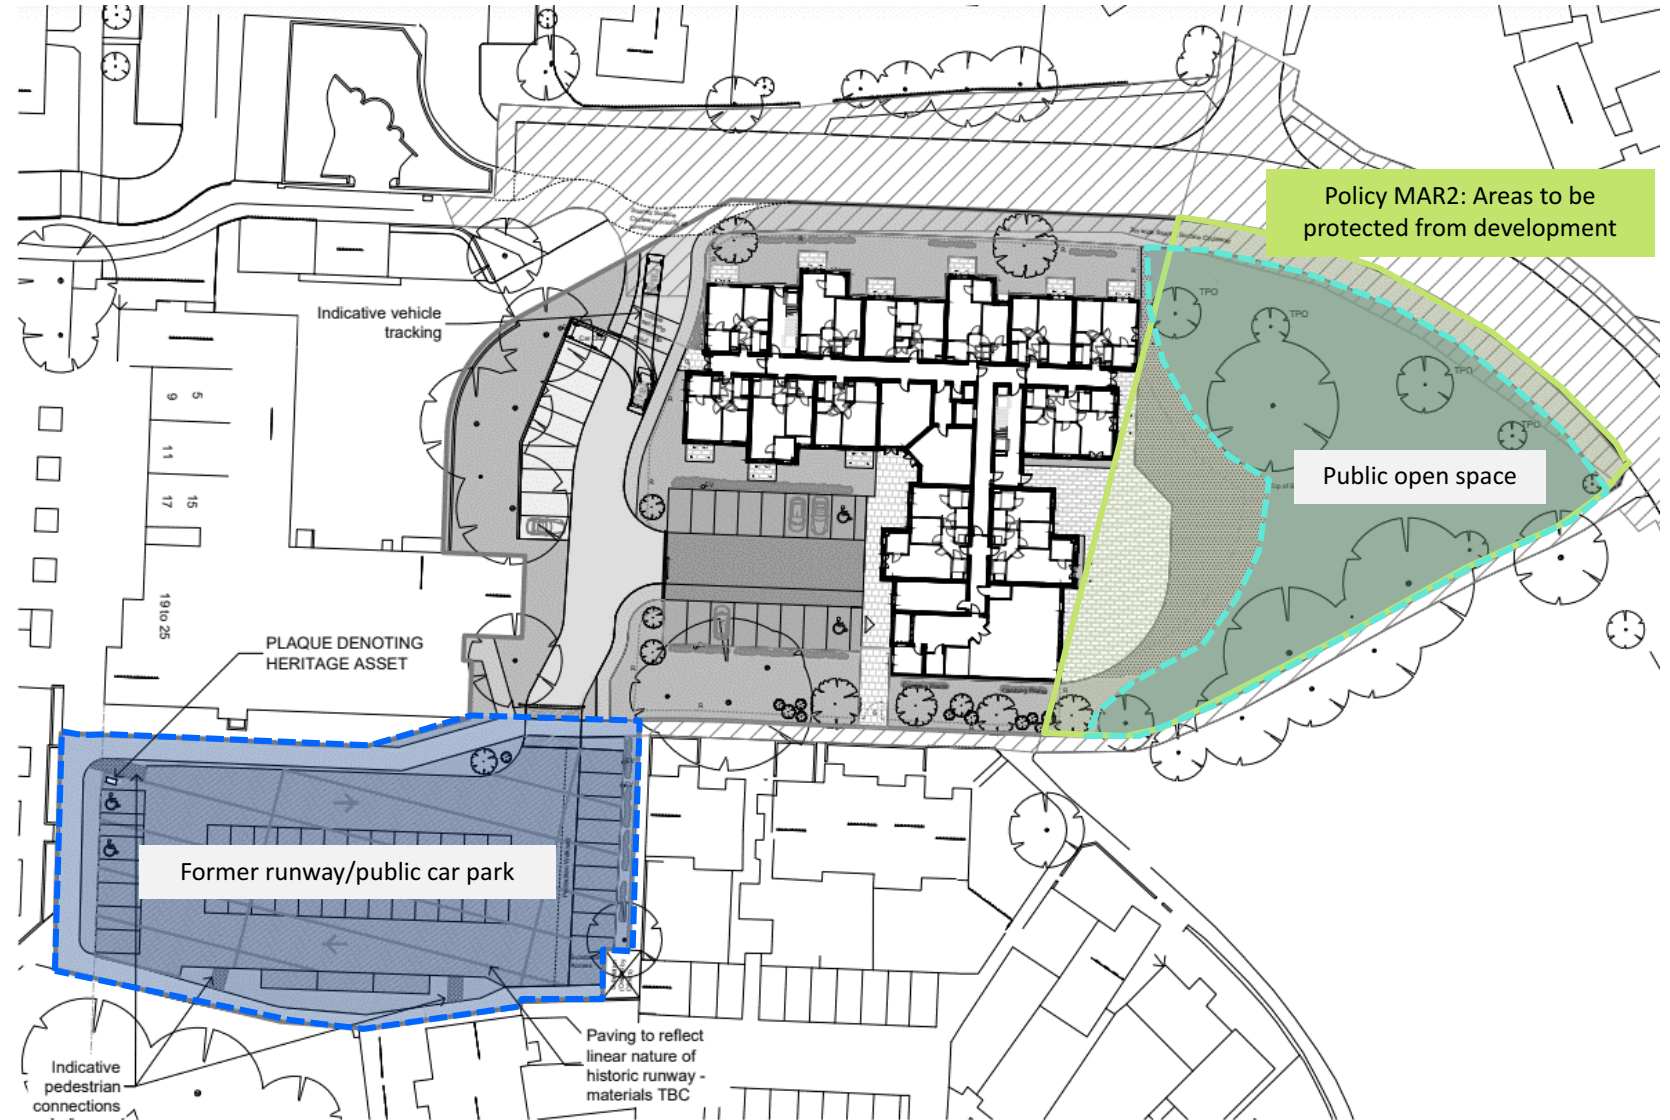 Policy MAR2: Areas to be
protected from development
TPO
TPO
TPO
TPO
Indicative vehicle
tracking
5
9
11
15
17
19 to 25
Public open space
PLAQUE DENOTING
HERITAGE ASSET
Former runway/public car park
Paving to reflect
linear nature of
historic runway -
materials TBC
Indicative
pedestrian
connections